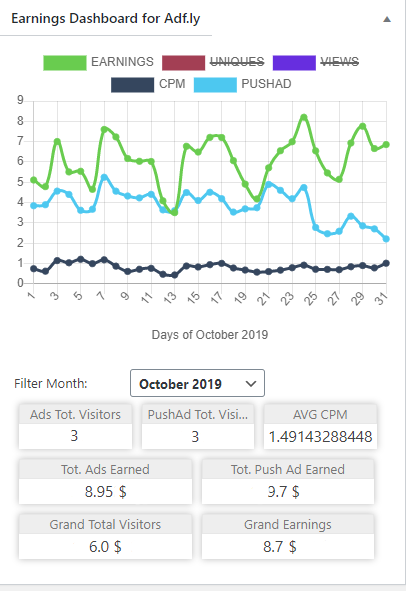 Earnings Dashboard for Adf.ly
EARNINGS UNIQUES VIEWS
CPM PUSHAD
9
8
7
6
5
4
3
2
1
0
1 3 5 7 9 11 13 15 17 19 21 23 25 27 29 31
Days of October 2019
Filter Month: October 2019
Ads Tot. Visitors PushAd Tot. Visi... AVG CPM
3 3 1.49143288448
Tot. Ads Earned Tot. Push Ad Earned
8.95 $ 9.7 $
Grand Total Visitors Grand Earnings
6.0 $ 8.7 $